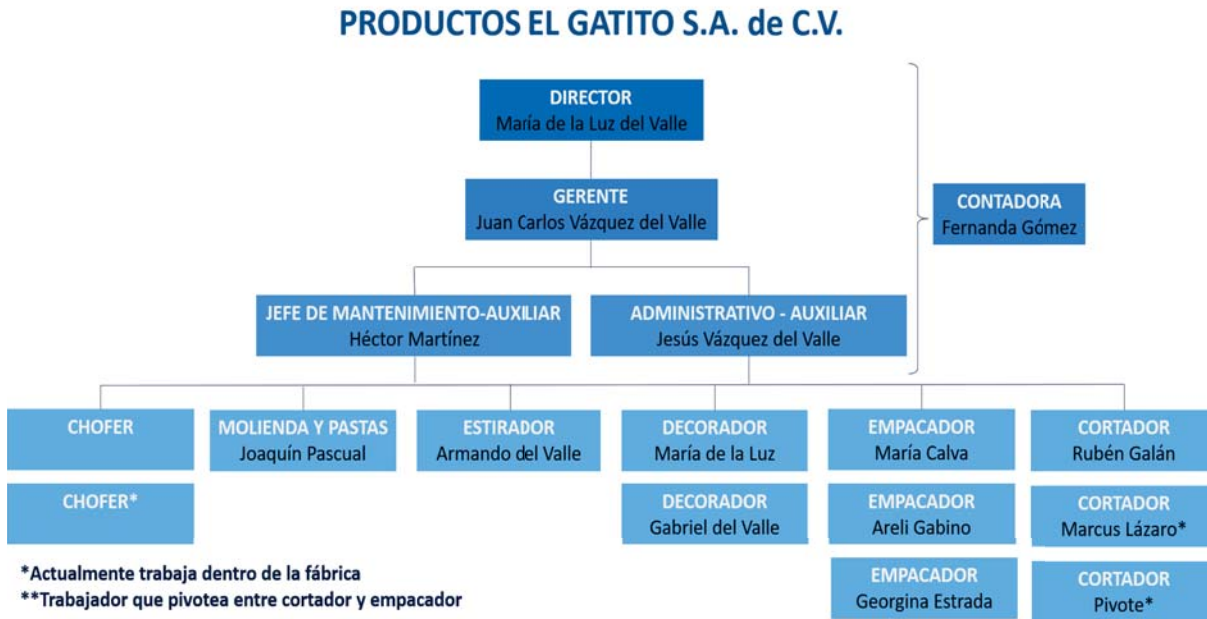 PRODUCTOS EL GATITO S.A. de C.V.
DIRECTOR
María de la Luz del Valle
GERENTE
Juan Carlos Vázquez del Valle
CONTADORA
Fernanda Gómez
JEFE DE MANTENIMIENTO-AUXILIAR
Héctor Martínez
ADMINISTRATIVO - AUXILIAR
Jesús Vázquez del Valle
CHOFER
MOLIENDA Y PASTAS
Joaquín Pascual
ESTIRADOR
Armando del Valle
DECORADOR
María de la Luz
EMPACADOR
María Calva
CORTADOR
Rubén Galán
CHOFER*
DECORADOR
Gabriel del Valle
EMPACADOR
Areli Gabino
CORTADOR
Marcus Lázaro*
EMPACADOR
Georgina Estrada
CORTADOR
Pivote*
*Actualmente trabaja dentro de la fábrica
**Trabajador que pivotea entre cortador y empacador